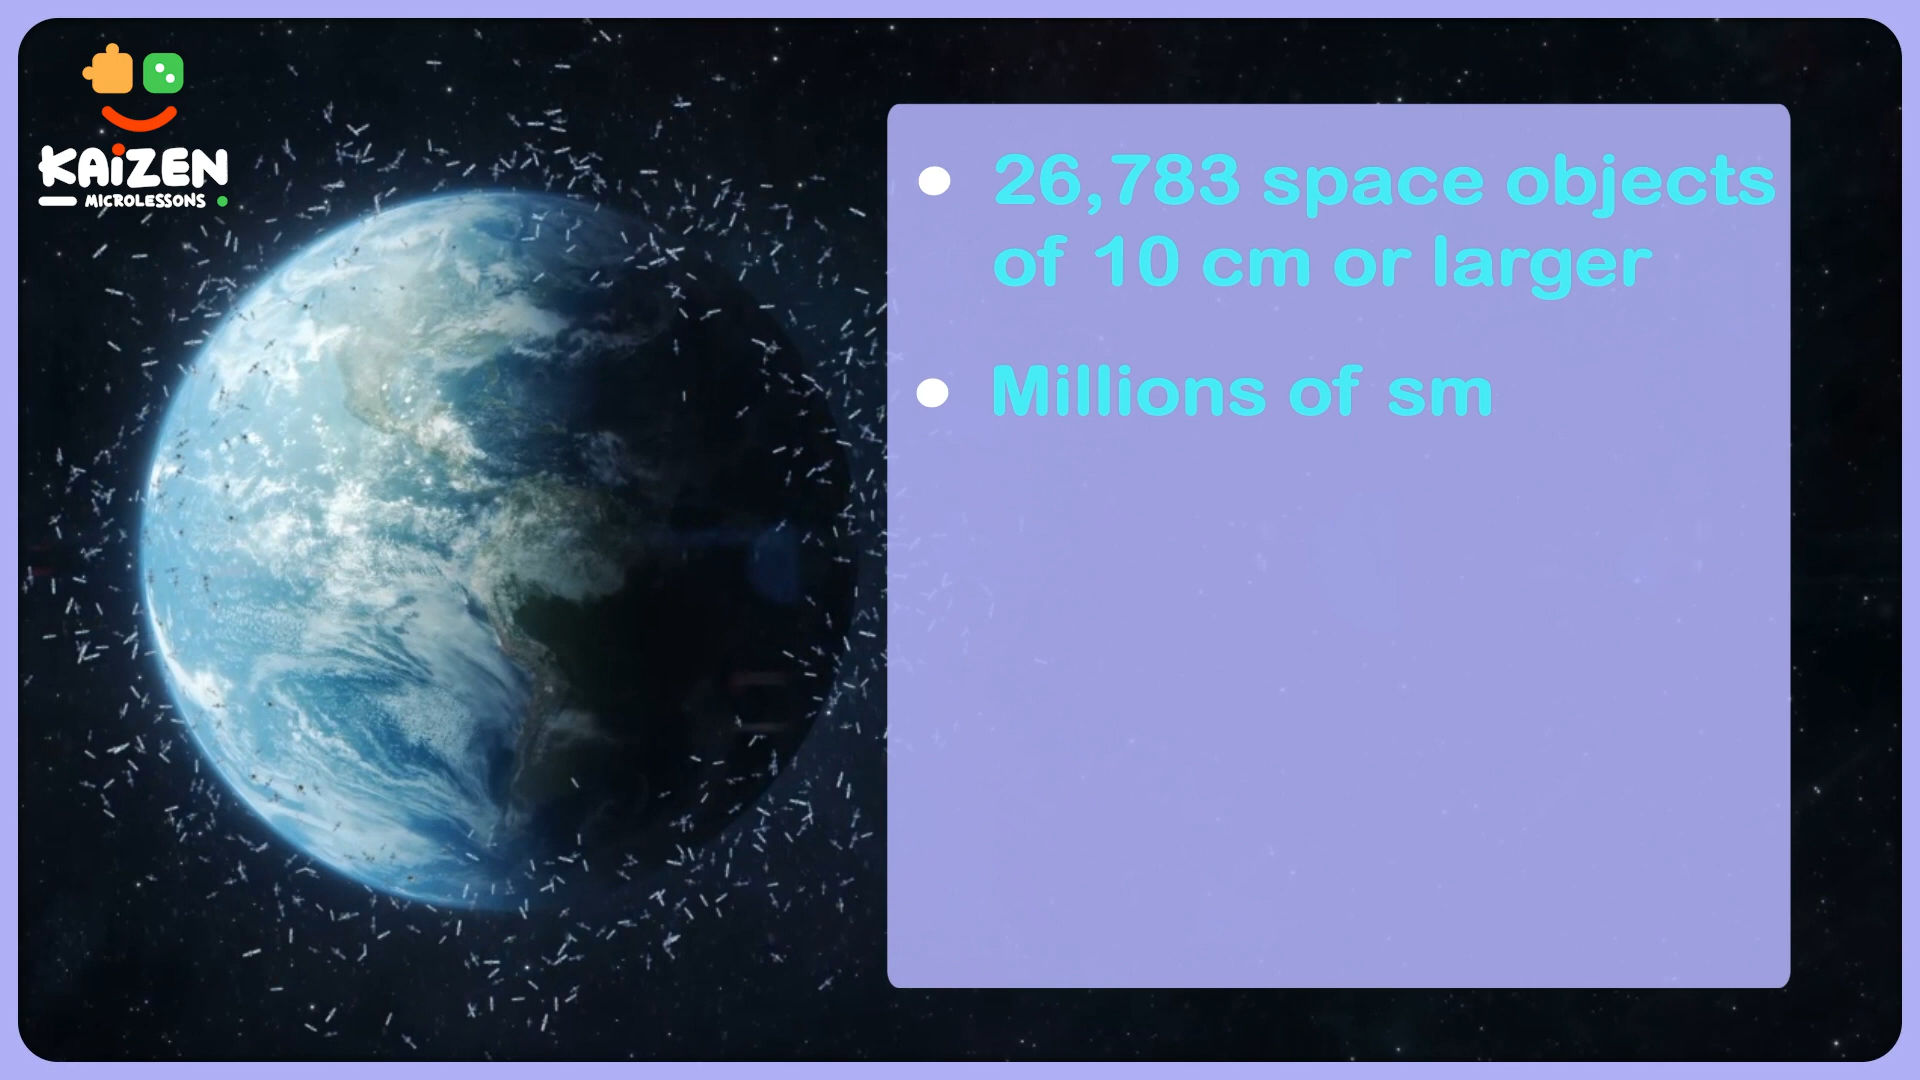 KAiZEN
MICROLESSONS
26,783 space objects
of 10 cm or larger
Millions of sm